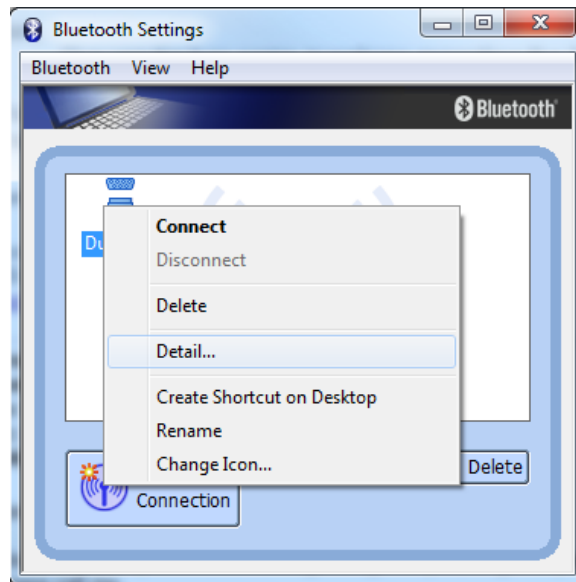 Bluetooth Settings
Bluetooth View Help
Bluetooth
Connect
Disconnect
Delete
Detail...
Create Shortcut on Desktop
Rename
Change Icon...
Delete
Connection